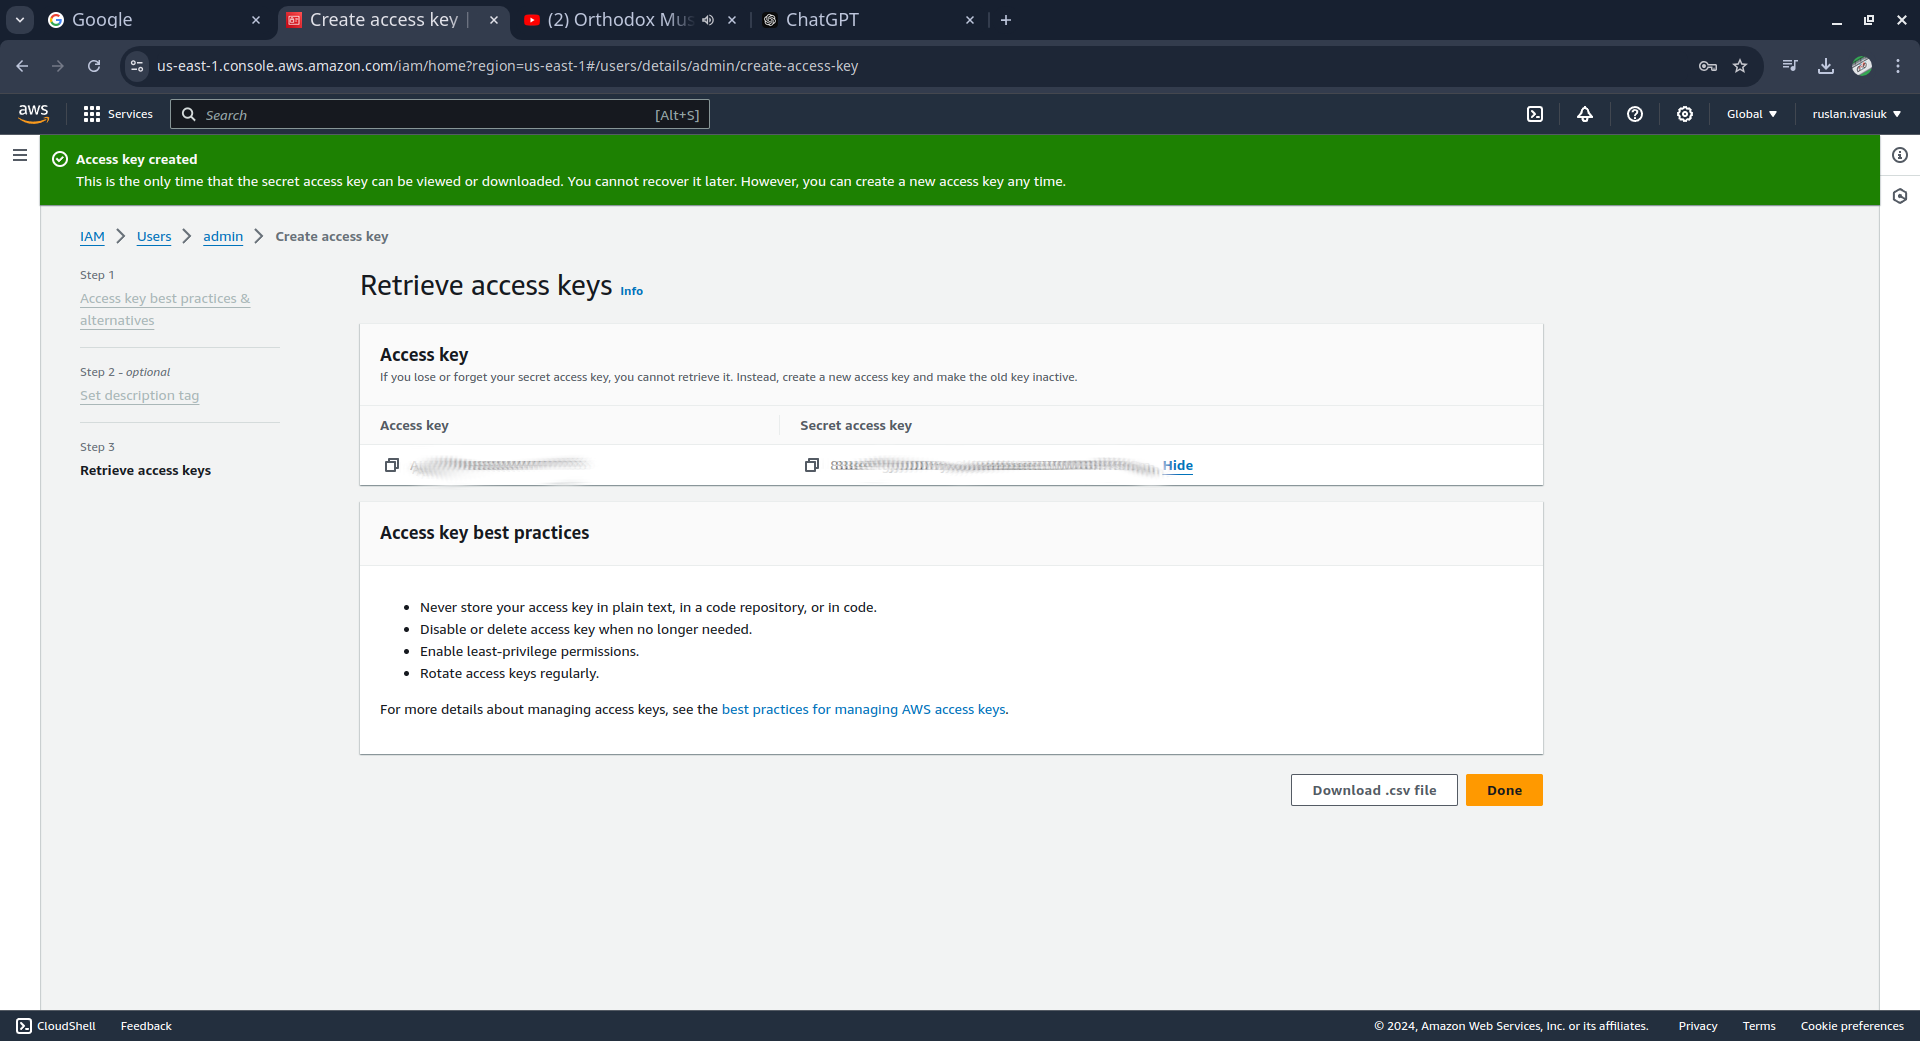 Google
Create access key |
(2) Orthodox Mus
ChatGPT
us-east-1.console.aws.amazon.com/iam/home?region=us-east-1#/users/details/admin/create-access-key
aws
Services
Search
[Alt+S]
Global
ruslan.ivasiuk
Access key created
This is the only time that the secret access key can be viewed or downloaded. You cannot recover it later. However, you can create a new access key any time.
IAM > Users > admin > Create access key
Step 1
Access key best practices &
alternatives
Step 2 - optional
Set description tag
Step 3
Retrieve access keys
Retrieve access keys Info
Access key
If you lose or forget your secret access key, you cannot retrieve it. Instead, create a new access key and make the old key inactive.
Access key
Secret access key
Hide
Access key best practices
• Never store your access key in plain text, in a code repository, or in code.
• Disable or delete access key when no longer needed.
• Enable least-privilege permissions.
• Rotate access keys regularly.
For more details about managing access keys, see the best practices for managing AWS access keys.
Download .csv file
Done
CloudShell
Feedback
© 2024, Amazon Web Services, Inc. or its affiliates.
Privacy
Terms
Cookie preferences